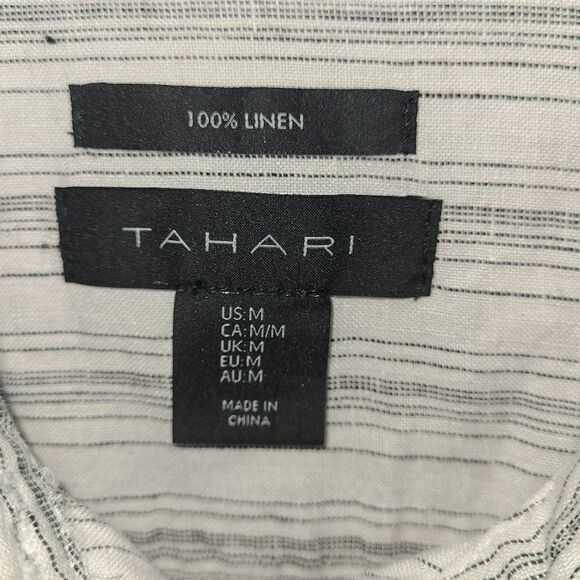 100% LINEN
TAHARI
US:M
CA:M/M
UK:M
EU:M
AU:M
MADE IN
CHINA